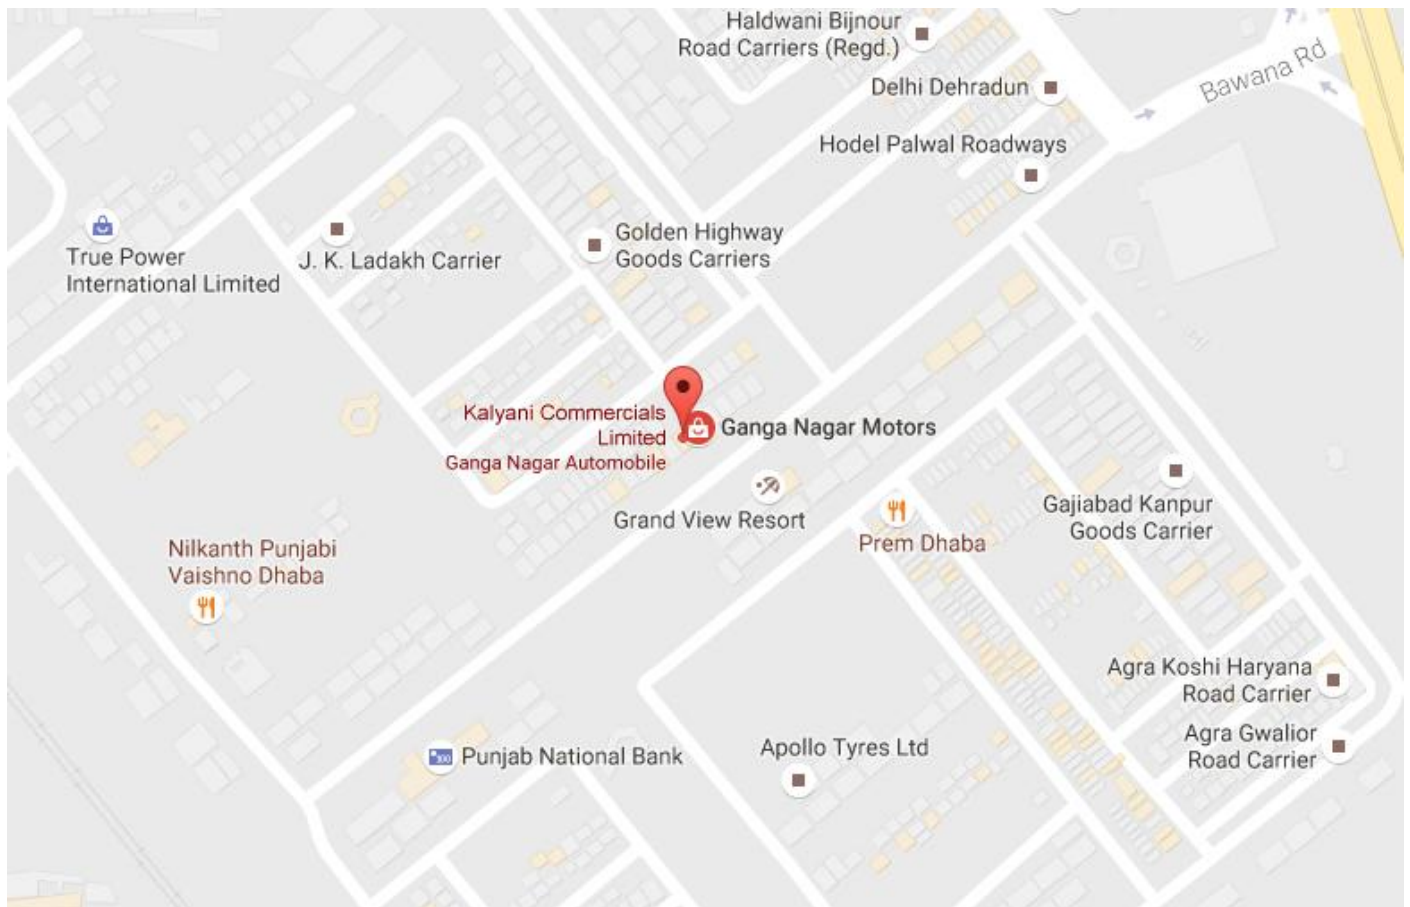 Haldwani Bijnour
Road Carriers (Regd.)
Bawana Rd
Delhi Dehradun
Hodel Palwal Roadways
Golden Highway
Goods Carriers
True Power
International Limited
J. K. Ladakh Carrier
Kalyani Commercials
Limited
Ganga Nagar Automobile
Ganga Nagar Motors
Grand View Resort
Prem Dhaba
Gajiabad Kanpur
Goods Carrier
Nilkanth Punjabi
Vaishno Dhaba
Agra Koshi Haryana
Road Carrier
Agra Gwalior
Road Carrier
Punjab National Bank
Apollo Tyres Ltd